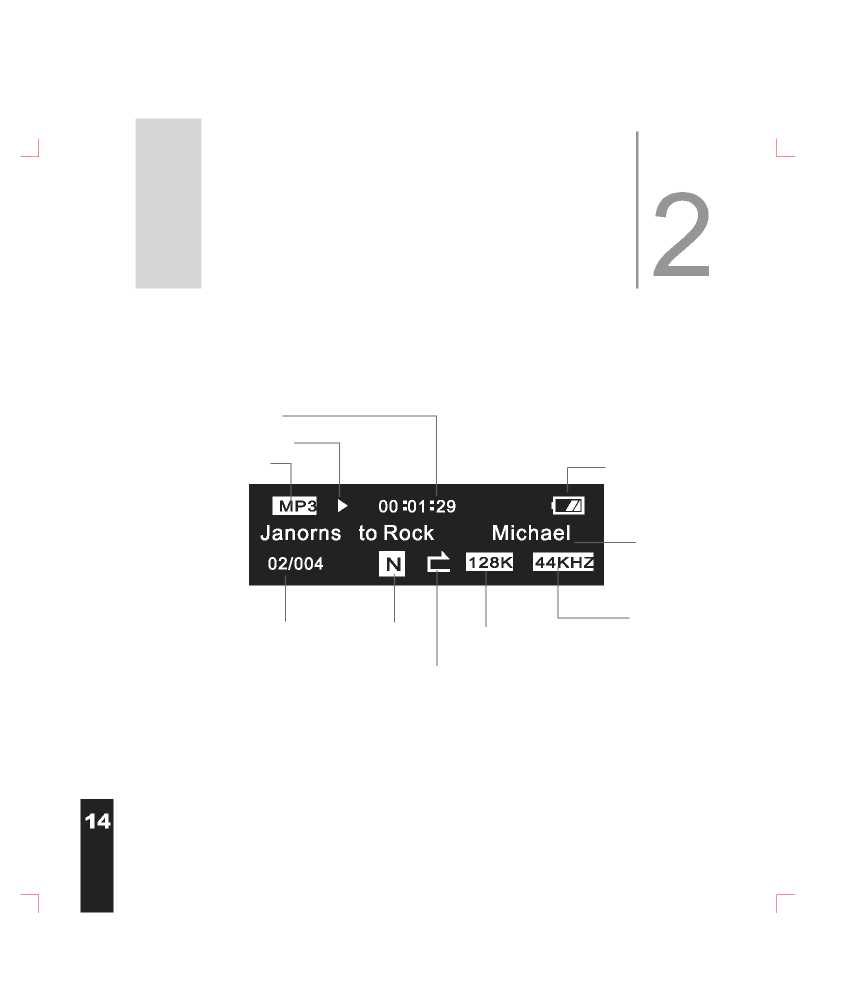 2
MP3 00:01:29
Janorns to Rock Michael
02/004 N 128K 44KHZ
14